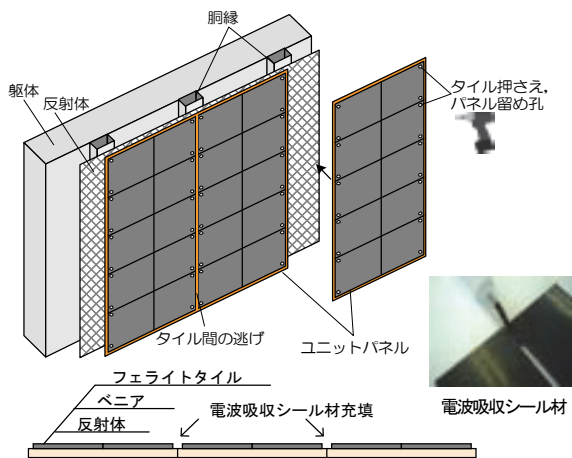 胴縁
躯体
反射体
タイル押さえ,
パネル留め孔
タイル間の逃げ
ユニットパネル
フェライトタイル
ベニア
反射体
電波吸収シール材充填
電波吸収シール材